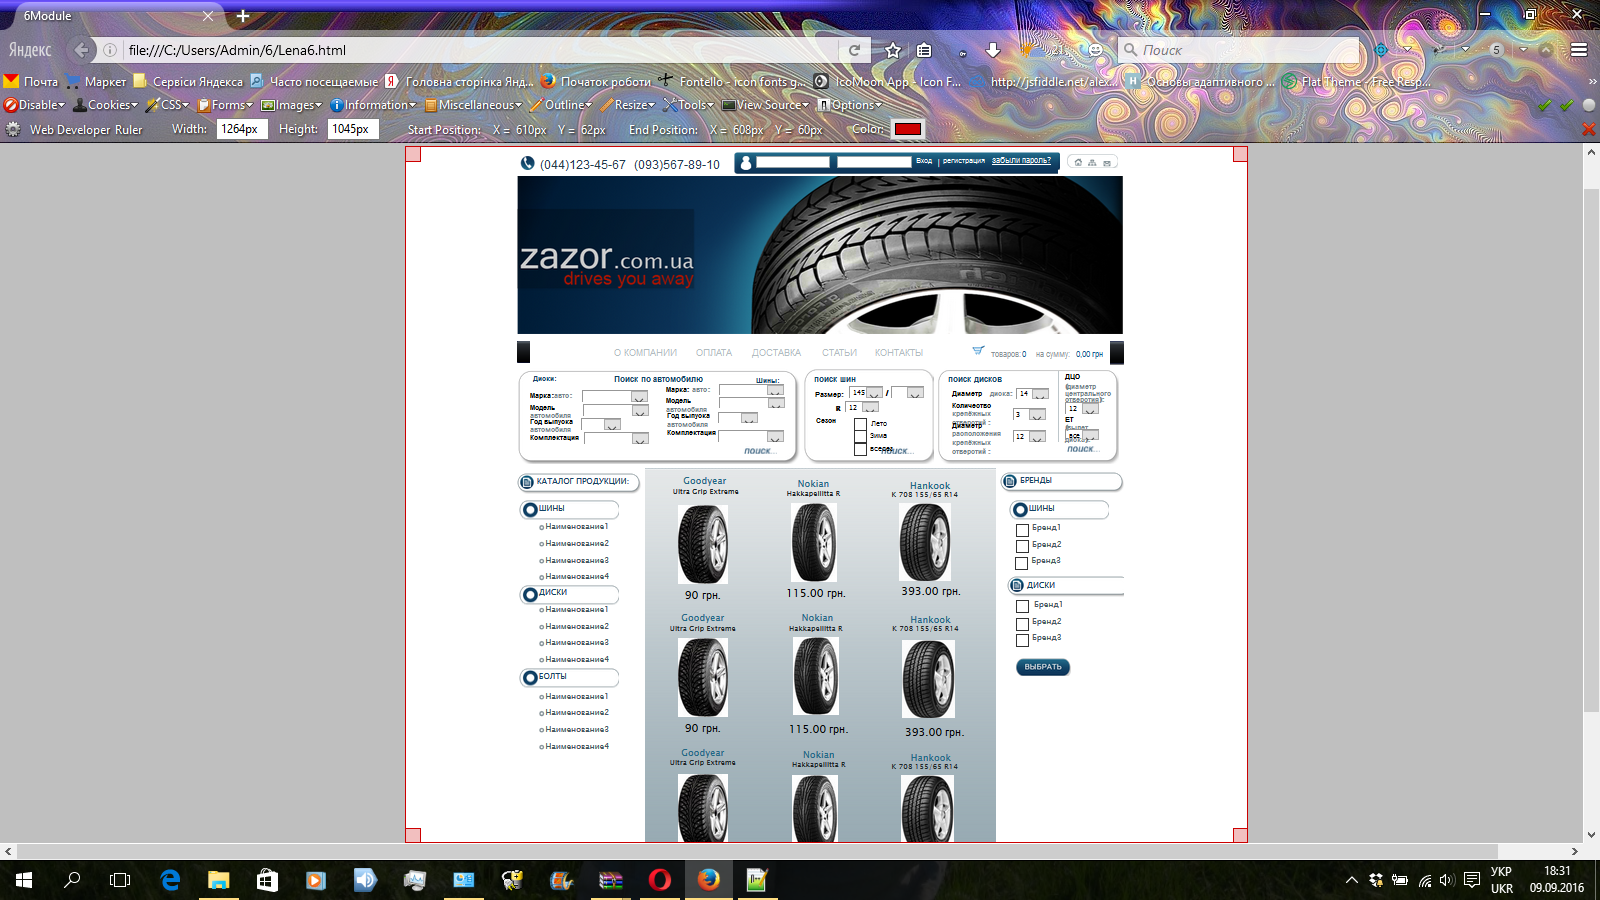 6Module
Яндекс
file:///C:/Users/Admin/6/Lena6.html
21
Поиск
5
Почта
Маркет
Сервіси Яндекса
Часто посещаемые
Головна сторінка Янд...
Початок роботи
Fontello - icon fonts g...
IcoMoon App - Icon F...
http://jsfiddle.net/alex...
Основы адаптивного ...
Flat Theme - Free Resp...
Disable
Cookies
CSS
Forms
Images
Information
Miscellaneous
Outline
Resize
Tools
View Source
Options
Web Developer Ruler
Width: 1264px
Height: 1045px
Start Position: X = 610px Y = 62px
End Position: X = 608px Y = 60px
Color:
(044)123-45-67 (093)567-89-10
Вход | регистрация забыли пароль?
zazor.com.ua
drives you away
О КОМПАНИИ ОПЛАТА ДОСТАВКА СТАТЬИ КОНТАКТЫ
товаров: 0 на сумму: 0,00 грн
Диски: Поиск по автомобилю Шины:
Марка:авто:
Модель
автомобиля
Год выпуска
автомобиля
Комплектация
Марка: авто:
Модель
автомобиля
Год выпуска
автомобиля
Комплектация
поиск...
поиск шин
Размер: 145 /
R 12
Сезон
Лето
Зима
всесез
поиск...
поиск дисков
Диаметр диска: 14
Количество
крепёжных
отверстий : 3
Диаметр
расположения
крепёжных
отверстий : 12
ДЦО
(диаметр
центрального
отверстия):
12
ET
(вылет
диска):
все
поиск...
КАТАЛОГ ПРОДУКЦИИ:
ШИНЫ
Наименование1
Наименование2
Наименование3
Наименование4
ДИСКИ
Наименование1
Наименование2
Наименование3
Наименование4
БОЛТЫ
Наименование1
Наименование2
Наименование3
Наименование4
Goodyear
Ultra Grip Extreme
90 грн.
Nokian
Hakkapeliitta R
115.00 грн.
Hankook
K 708 155/65 R14
393.00 грн.
Goodyear
Ultra Grip Extreme
90 грн.
Nokian
Hakkapeliitta R
115.00 грн.
Hankook
K 708 155/65 R14
393.00 грн.
Goodyear
Ultra Grip Extreme
Nokian
Hakkapeliitta R
Hankook
K 708 155/65 R14
БРЕНДЫ
ШИНЫ
Бренд1
Бренд2
Бренд3
ДИСКИ
Бренд1
Бренд2
Бренд3
ВЫБРАТЬ
УКР
UKR
18:31
09.09.2016